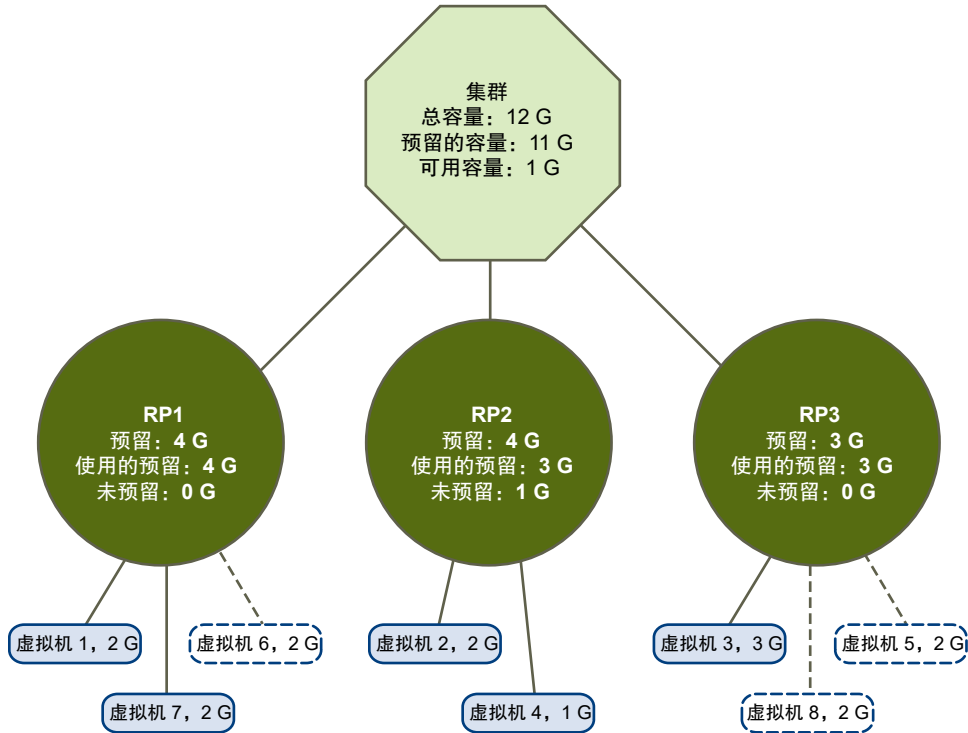 集群
总容量：12 G
预留的容量：11 G
可用容量：1 G
RP1
预留：4 G
使用的预留：4 G
未预留：0 G
RP2
预留：4 G
使用的预留：3 G
未预留：1 G
RP3
预留：3 G
使用的预留：3 G
未预留：0 G
虚拟机 1，2 G
虚拟机 6，2 G
虚拟机 2，2 G
虚拟机 3，3 G
虚拟机 5，2 G
虚拟机 7，2 G
虚拟机 4，1 G
虚拟机 8，2 G